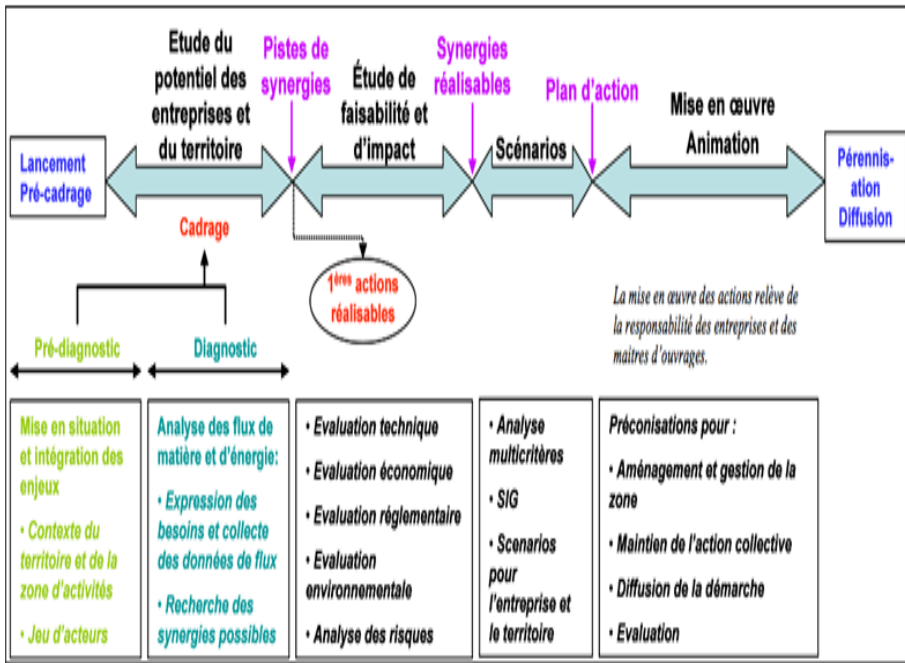 Etude du
potentiel des
entreprises et
du territoire
Pistes de
synergies
Étude de
faisabilité et
d'impact
Synergies
réalisables
Scénarios
Plan d'action
Mise en œuvre
Animation
Lancement
Pré-cadrage
Pérennis-
ation
Diffusion
Cadrage
1ères actions
réalisables
La mise en œuvre des actions relève de
la responsabilité des entreprises et des
maitres d'ouvrages.
Pré-diagnostic
Diagnostic
Mise en situation
et intégration des
enjeux
• Contexte du
territoire et de la
zone d'activités
• Jeu d'acteurs
Analyse des flux de
matière et d'énergie:
• Expression des
besoins et collecte
des données de flux
• Recherche des
synergies possibles
• Evaluation technique
• Evaluation économique
• Evaluation réglementaire
• Evaluation
environnementale
• Analyse des risques
• Analyse
multicritères
• SIG
• Scenarios
pour
l'entreprise et
le territoire
Préconisations pour :
• Aménagement et gestion de la
zone
• Maintien de l'action collective
• Diffusion de la démarche
• Evaluation